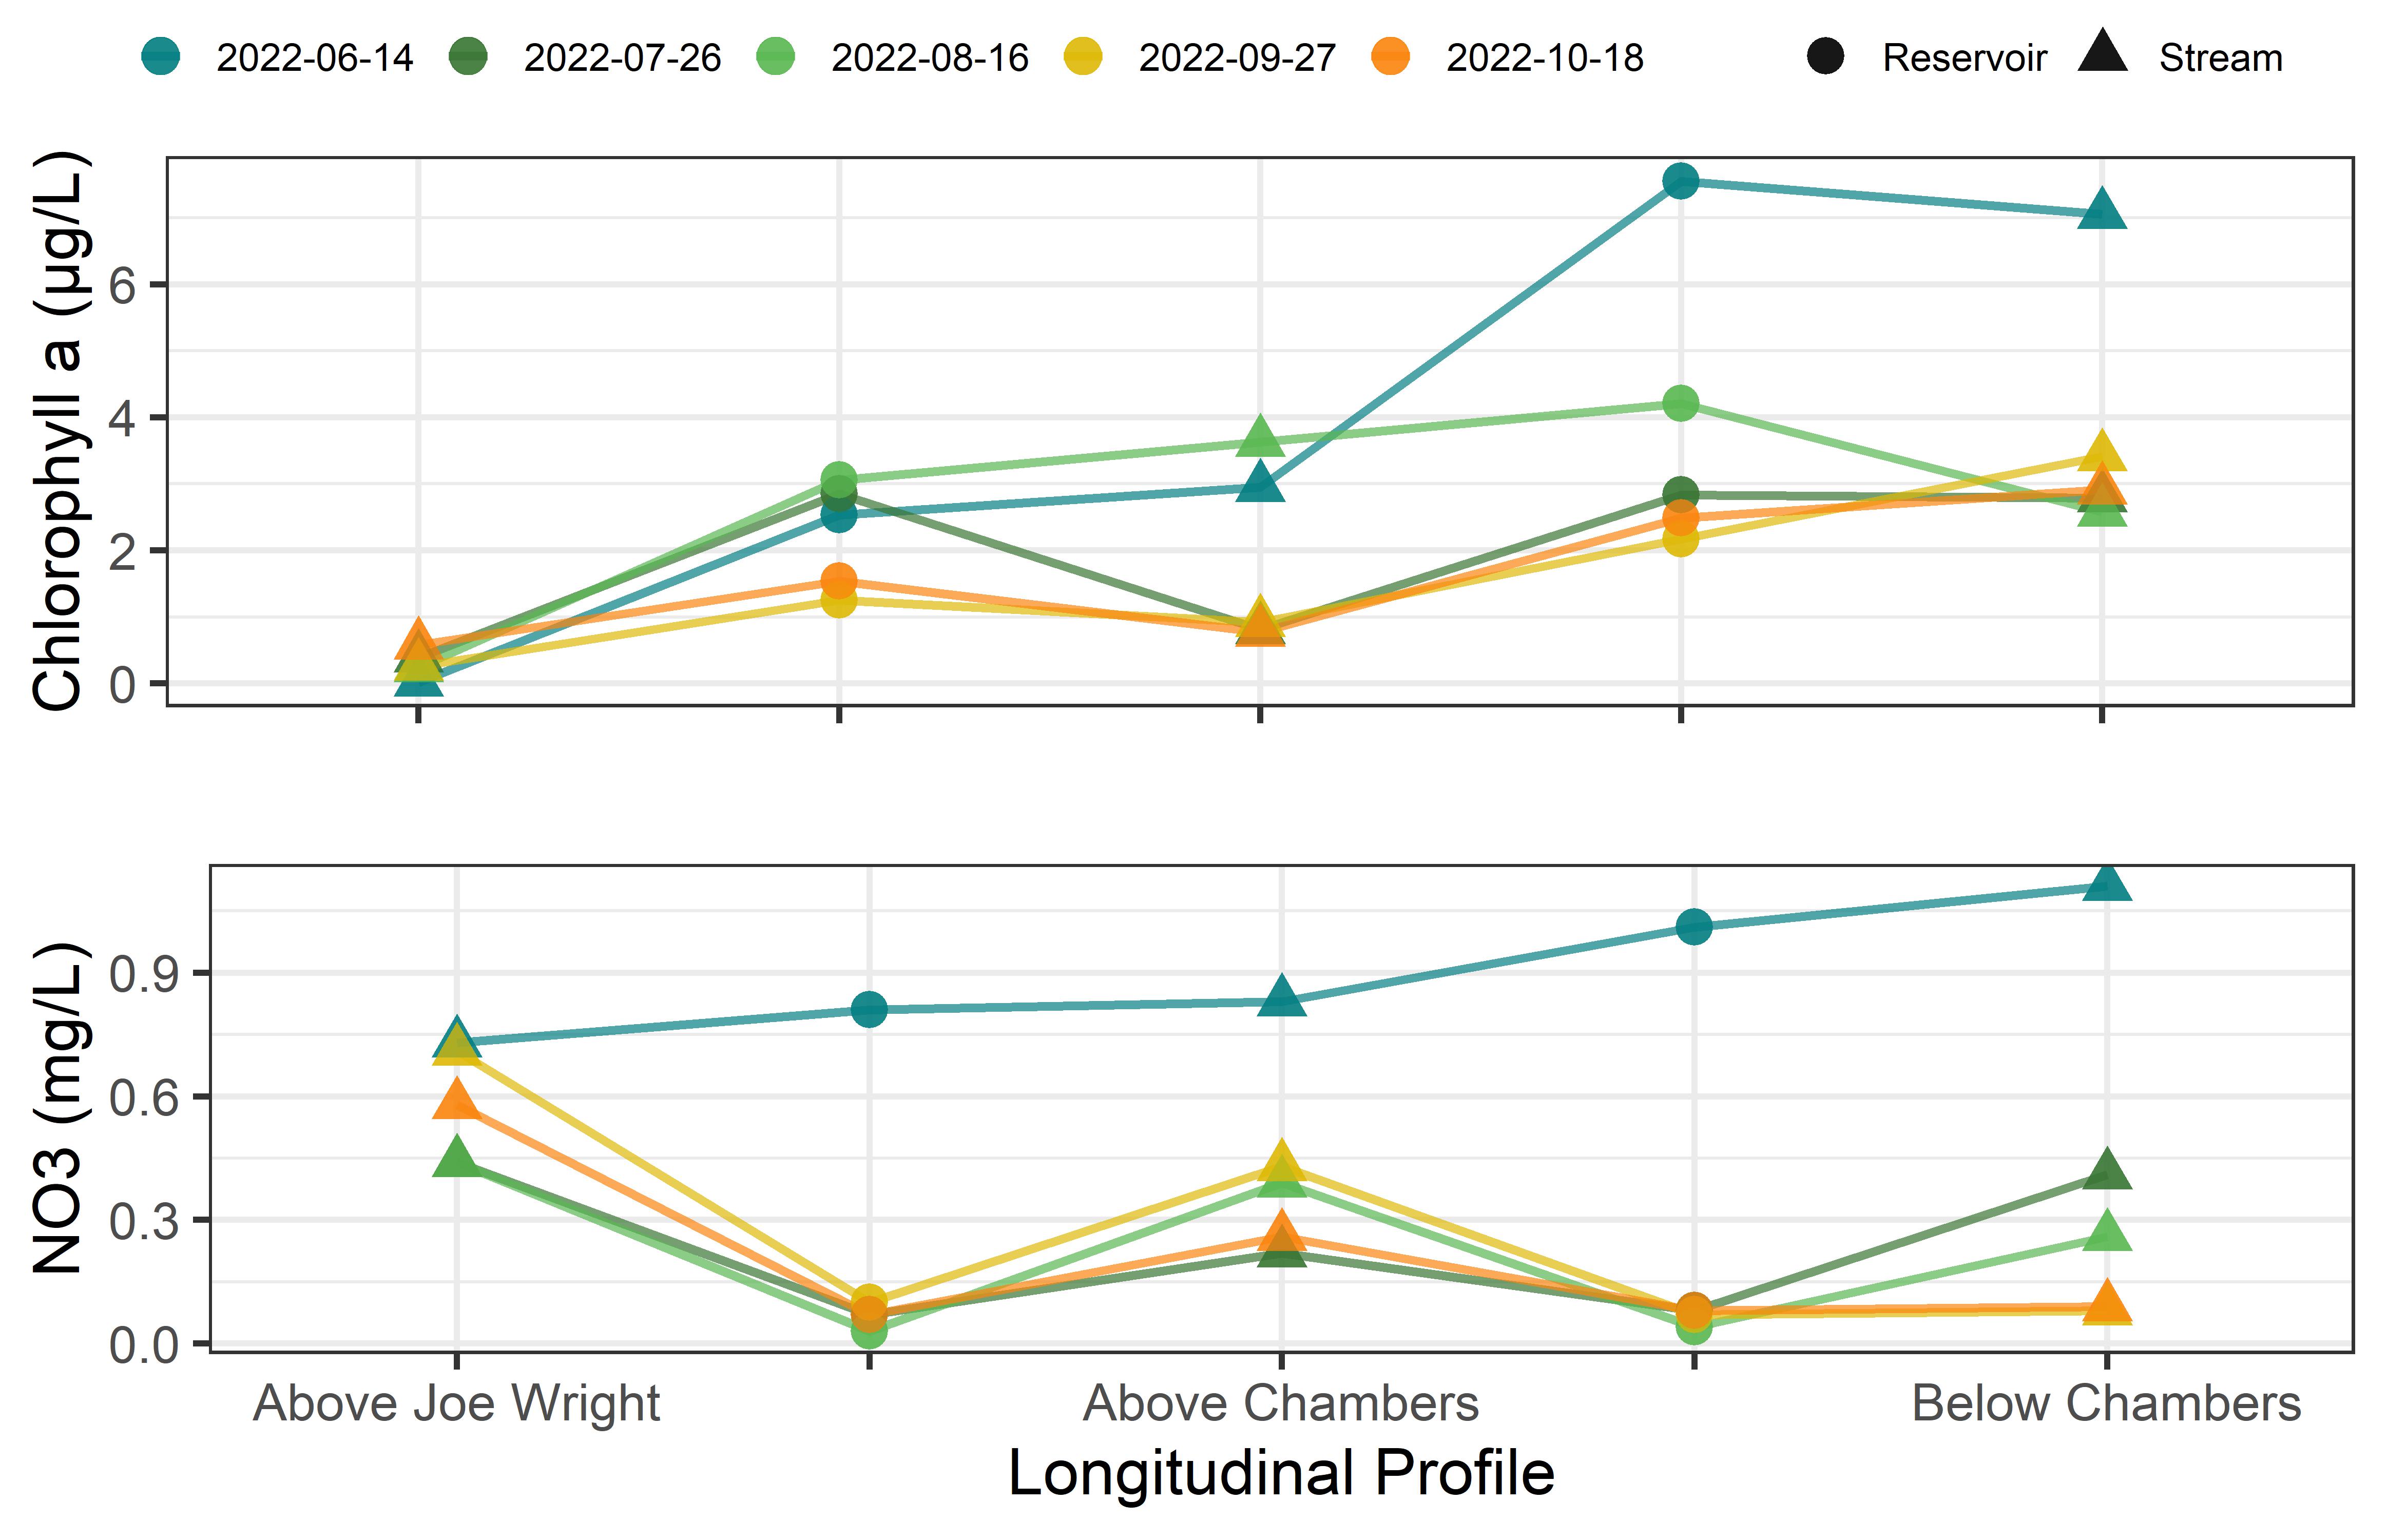 2022-06-14 2022-07-26 2022-08-16 2022-09-27 2022-10-18 Reservoir Stream
Chlorophyll a (µg/L)
6
4
2
0
NO3 (mg/L)
0.9
0.6
0.3
0.0
Above Joe Wright Above Chambers Below Chambers
Longitudinal Profile